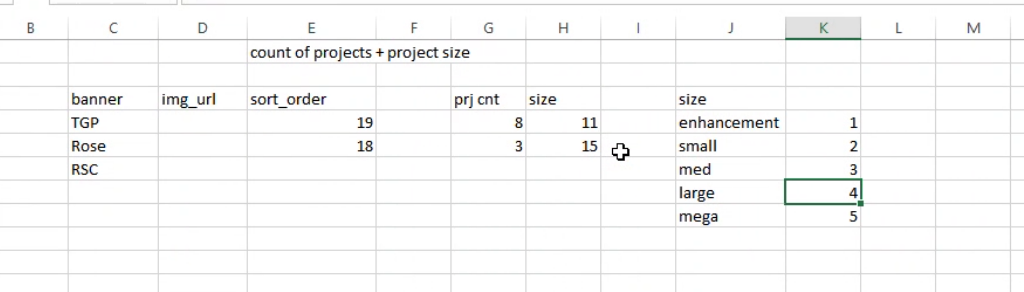 B C D E F G H I J K L M
count of projects + project size
banner img_url sort_order prj cnt size size
TGP 19 8 11 enhancement 1
Rose 18 3 15 small 2
RSC med 3
large 4
mega 5